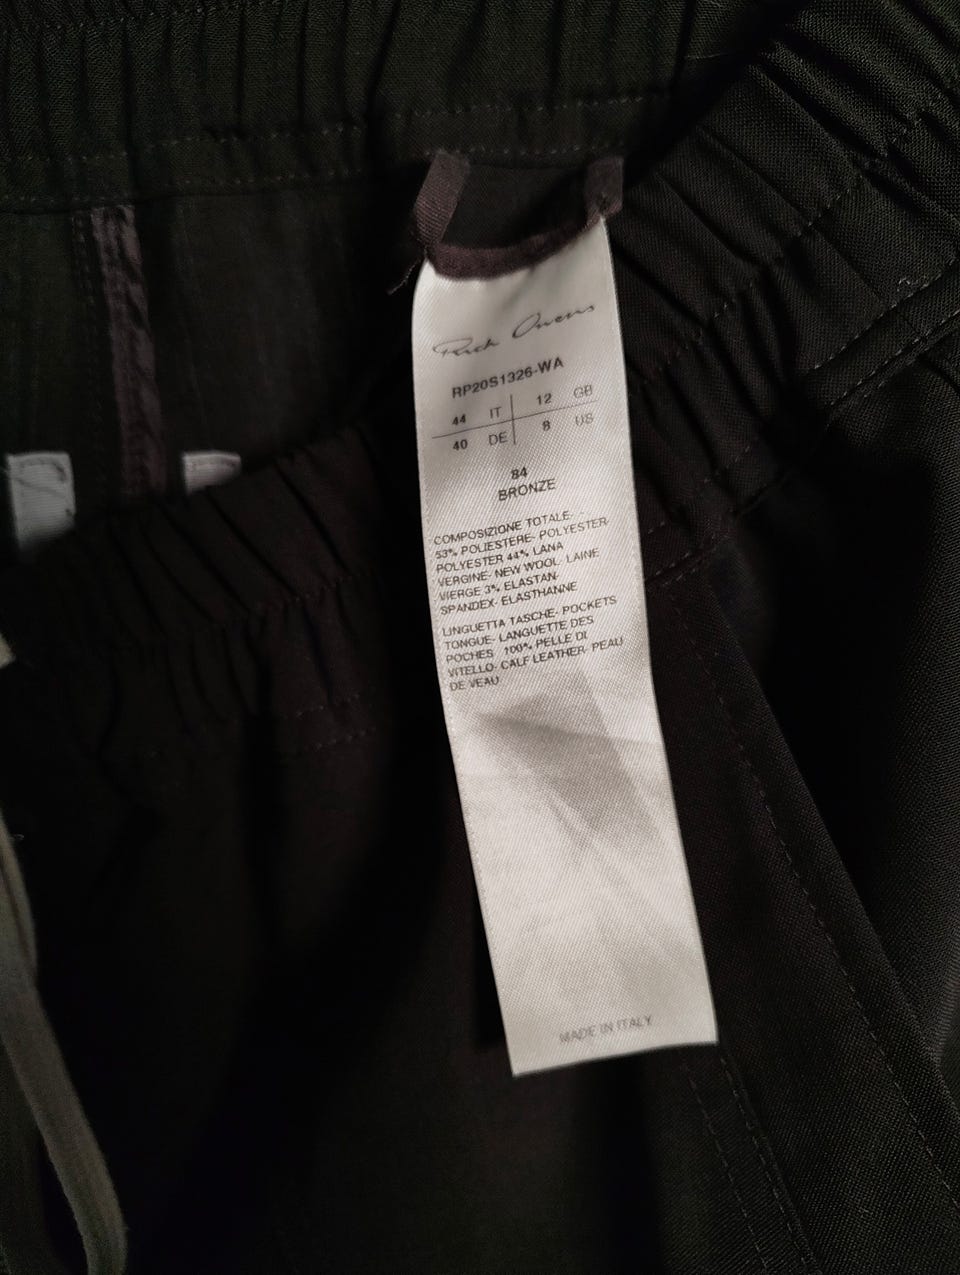 Rick Owens
RP20S1326-WA
44 IT 12 GB
40 DE 8 US
84
BRONZE
COMPOSIZIONE TOTALE- -
53% POLIESTERE- POLYESTER-
POLYESTER 44% LANA
VERGINE- NEW WOOL- LAINE
VIERGE 3% ELASTAN-
SPANDEX- ELASTHANNE
LINGUETTA TASCHE- POCKETS
TONGUE- LANGUETTE DES
POCHES 100% PELLE DI
VITELLO- CALF LEATHER- PEAU
DE VEAU
MADE IN ITALY